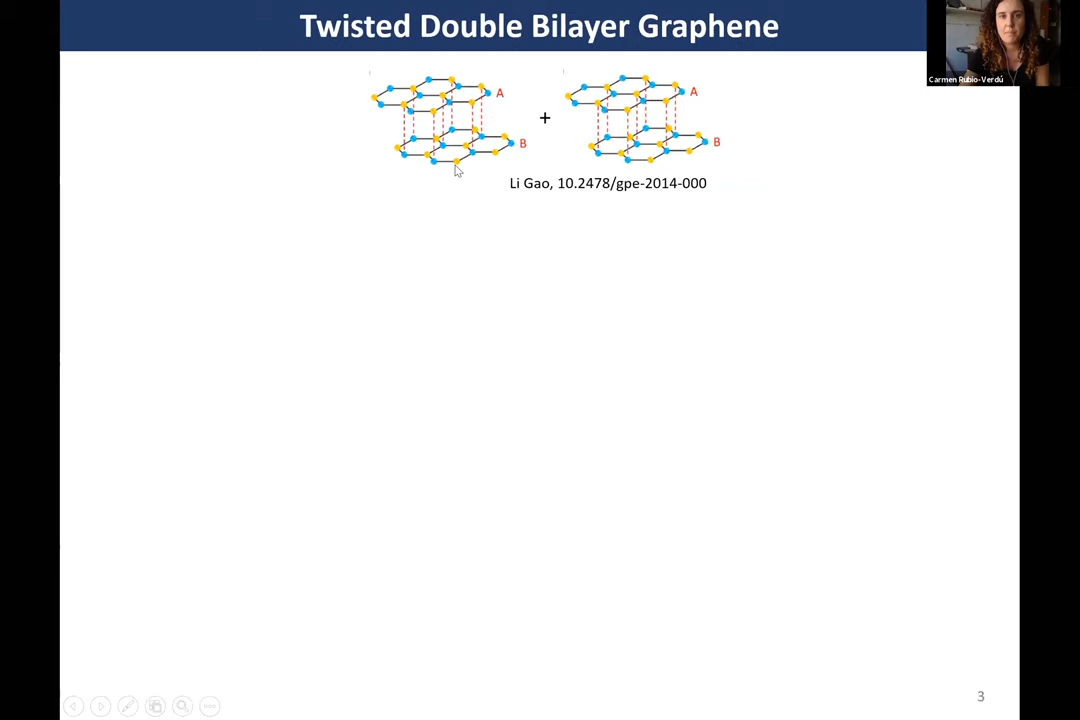 Twisted Double Bilayer Graphene
Carmen Rubio-Verdú
A
A
+
B
B
Li Gao, 10.2478/gpe-2014-000
3